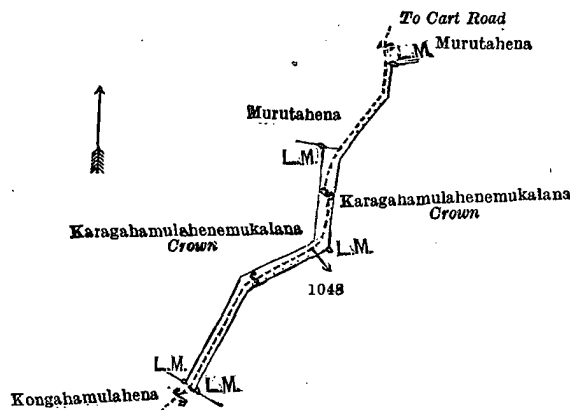 To Cart Road
L.M. Murutahena
Murutahena
L.M.
Karagahamulahenemukalana
Crown
Karagahamulahenemukalana
Crown
L.M.
1048
L.M.
L.M.
Kongahamulahena